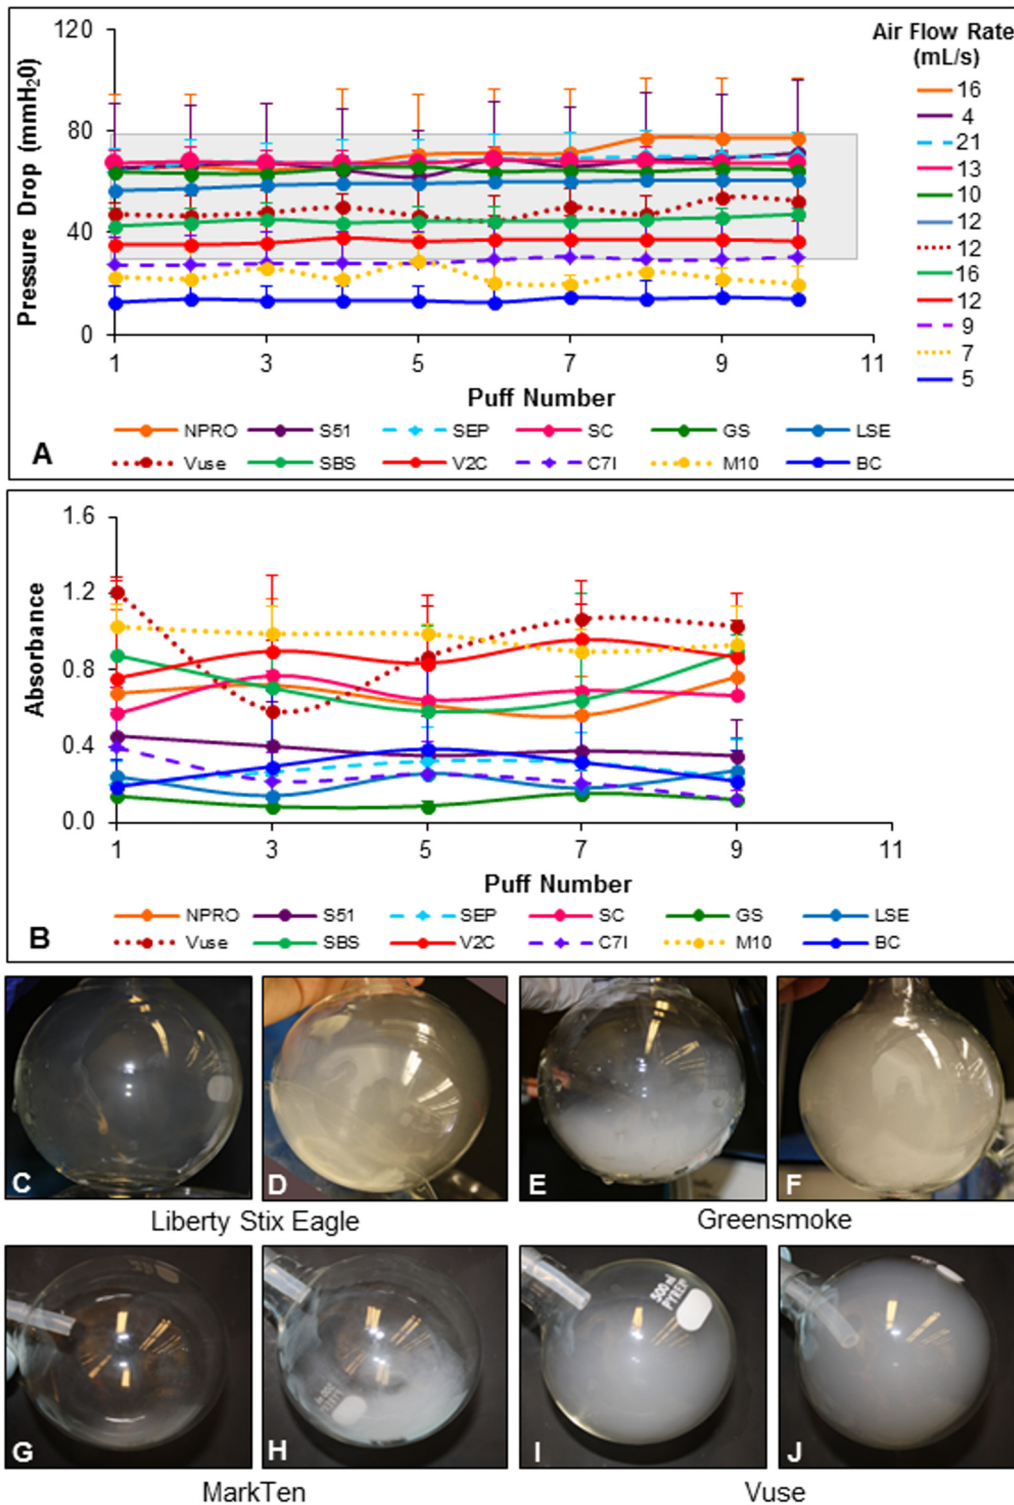 120
80
40
0
Pressure Drop (mmH20)
1 3 5 7 9 11
Puff Number
Air Flow Rate
(mL/s)
16
4
21
13
10
12
12
16
12
9
7
5
NPRO S51 SEP SC GS LSE
Vuse SBS V2C C7I M10 BC
A
1.6
1.2
0.8
0.4
0.0
Absorbance
1 3 5 7 9 11
Puff Number
NPRO S51 SEP SC GS LSE
Vuse SBS V2C C7I M10 BC
B
C D E F
Liberty Stix Eagle Greensmoke
500 ml
PYREX
G H I J
MarkTen Vuse